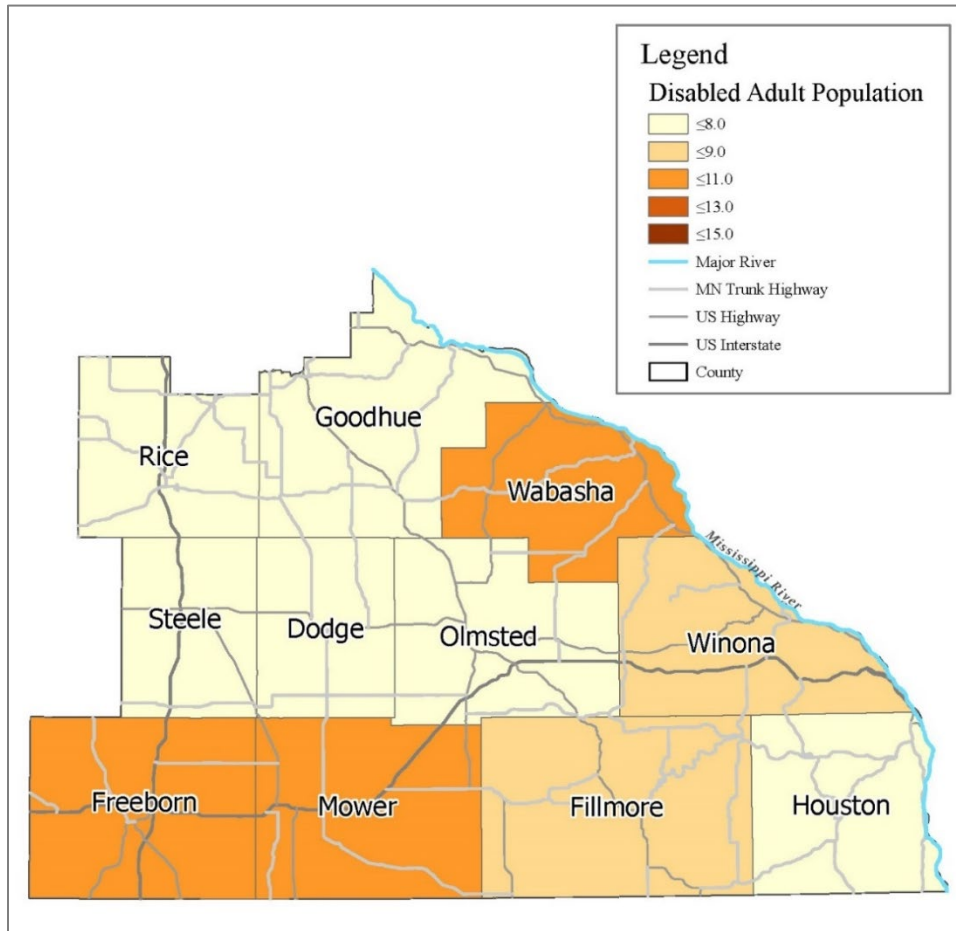 Legend
Disabled Adult Population
≤8.0
≤9.0
≤11.0
≤13.0
≤15.0
Major River
MN Trunk Highway
US Highway
US Interstate
County
Goodhue
Rice
Wabasha
Mississippi River
Steele
Dodge
Olmsted
Winona
Freeborn
Mower
Fillmore
Houston